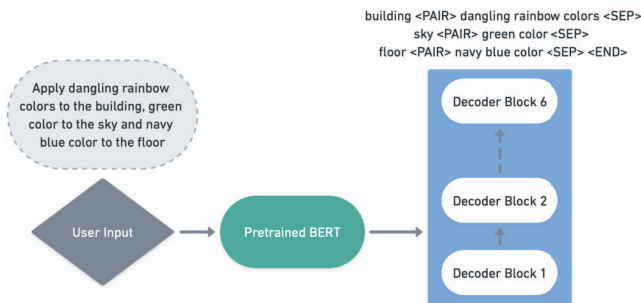 building <PAIR> dangling rainbow colors <SEP>
sky <PAIR> green color <SEP>
floor <PAIR> navy blue color <SEP> <END>
Apply dangling rainbow
colors to the building, green
color to the sky and navy
blue color to the floor
User Input
Pretrained BERT
Decoder Block 6
Decoder Block 2
Decoder Block 1